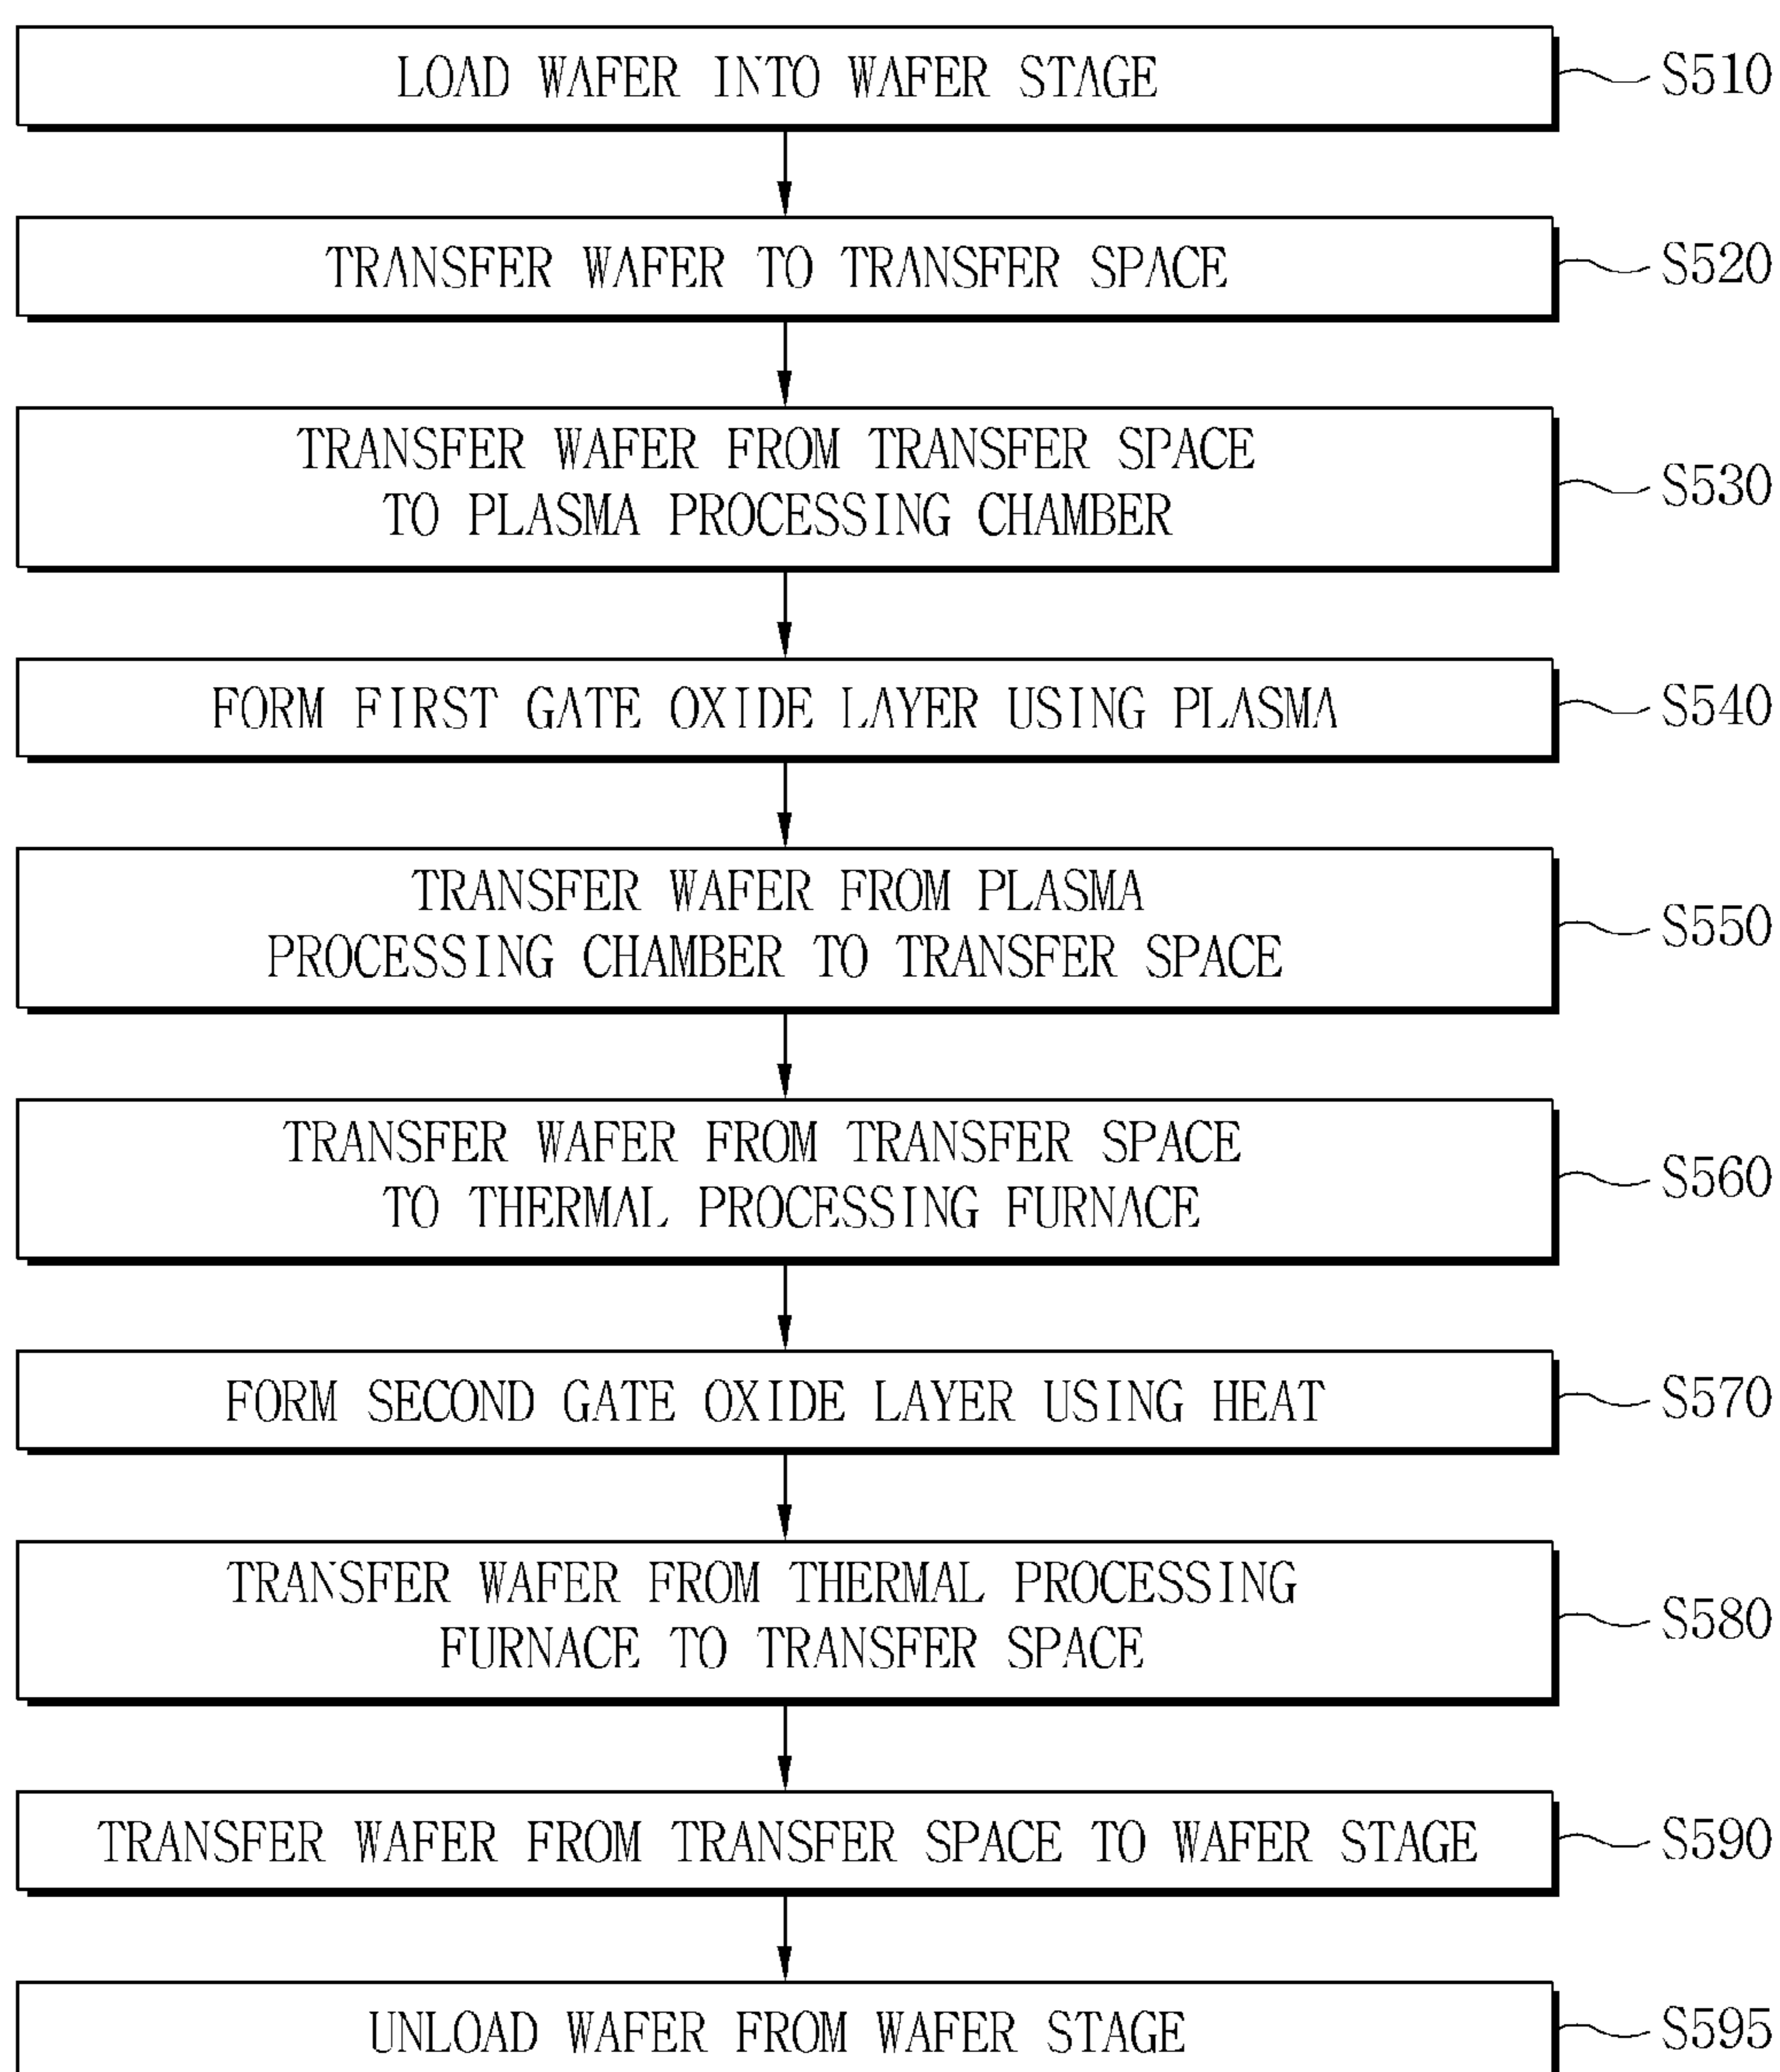 LOAD WAFER INTO WAFER STAGE
S510
TRANSFER WAFER TO TRANSFER SPACE
S520
TRANSFER WAFER FROM TRANSFER SPACE
TO PLASMA PROCESSING CHAMBER
S530
FORM FIRST GATE OXIDE LAYER USING PLASMA
S540
TRANSFER WAFER FROM PLASMA
PROCESSING CHAMBER TO TRANSFER SPACE
S550
TRANSFER WAFER FROM TRANSFER SPACE
TO THERMAL PROCESSING FURNACE
S560
FORM SECOND GATE OXIDE LAYER USING HEAT
S570
TRANSFER WAFER FROM THERMAL PROCESSING
FURNACE TO TRANSFER SPACE
S580
TRANSFER WAFER FROM TRANSFER SPACE TO WAFER STAGE
S590
UNLOAD WAFER FROM WAFER STAGE
S595